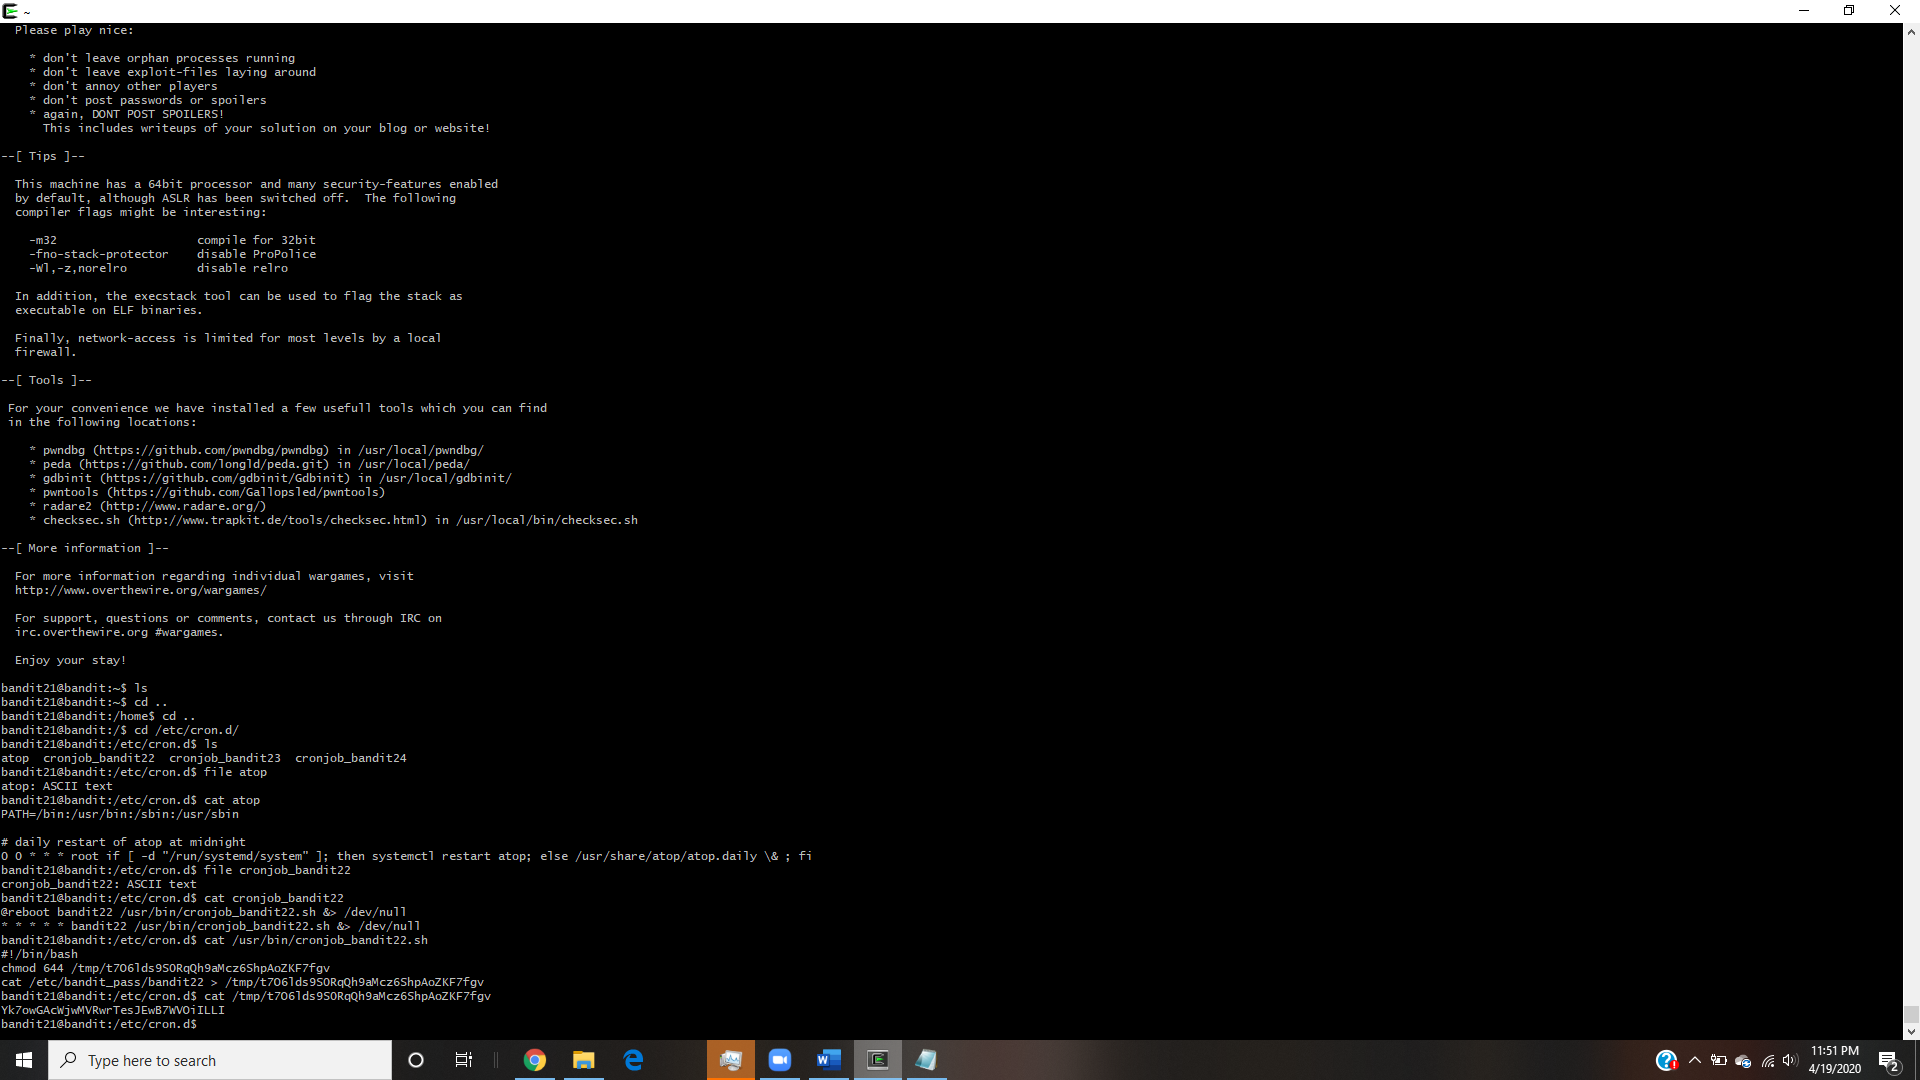 ~
Please play nice:
* don't leave orphan processes running
* don't leave exploit-files laying around
* don't annoy other players
* don't post passwords or spoilers
* again, DONT POST SPOILERS!
This includes writeups of your solution on your blog or website!
--[ Tips ]--
This machine has a 64bit processor and many security-features enabled
by default, although ASLR has been switched off.  The following
compiler flags might be interesting:
-m32                    compile for 32bit
-fno-stack-protector    disable ProPolice
-Wl,-z,norelro          disable relro
In addition, the execstack tool can be used to flag the stack as
executable on ELF binaries.
Finally, network-access is limited for most levels by a local
firewall.
--[ Tools ]--
For your convenience we have installed a few usefull tools which you can find
in the following locations:
* pwndbg (https://github.com/pwndbg/pwndbg) in /usr/local/pwndbg/
* peda (https://github.com/longld/peda.git) in /usr/local/peda/
* gdbinit (https://github.com/gdbinit/Gdbinit) in /usr/local/gdbinit/
* pwntools (https://github.com/Gallopsled/pwntools)
* radare2 (http://www.radare.org/)
* checksec.sh (http://www.trapkit.de/tools/checksec.html) in /usr/local/bin/checksec.sh
--[ More information ]--
For more information regarding individual wargames, visit
http://www.overthewire.org/wargames/
For support, questions or comments, contact us through IRC on
irc.overthewire.org #wargames.
Enjoy your stay!
bandit21@bandit:~$ ls
bandit21@bandit:~$ cd ..
bandit21@bandit:/home$ cd ..
bandit21@bandit:/$ cd /etc/cron.d/
bandit21@bandit:/etc/cron.d$ ls
atop  cronjob_bandit22  cronjob_bandit23  cronjob_bandit24
bandit21@bandit:/etc/cron.d$ file atop
atop: ASCII text
bandit21@bandit:/etc/cron.d$ cat atop
PATH=/bin:/usr/bin:/sbin:/usr/sbin
# daily restart of atop at midnight
0 0 * * * root if [ -d "/run/systemd/system" ]; then systemctl restart atop; else /usr/share/atop/atop.daily \& ; fi
bandit21@bandit:/etc/cron.d$ file cronjob_bandit22
cronjob_bandit22: ASCII text
bandit21@bandit:/etc/cron.d$ cat cronjob_bandit22
@reboot bandit22 /usr/bin/cronjob_bandit22.sh &> /dev/null
* * * * * bandit22 /usr/bin/cronjob_bandit22.sh &> /dev/null
bandit21@bandit:/etc/cron.d$ cat /usr/bin/cronjob_bandit22.sh
#!/bin/bash
chmod 644 /tmp/t7O6lds9S0RqQh9aMcz6ShpAoZKF7fgv
cat /etc/bandit_pass/bandit22 > /tmp/t7O6lds9S0RqQh9aMcz6ShpAoZKF7fgv
bandit21@bandit:/etc/cron.d$ cat /tmp/t7O6lds9S0RqQh9aMcz6ShpAoZKF7fgv
Yk7owGAcWjwMVRwrTesJEwB7WVOiILLI
bandit21@bandit:/etc/cron.d$
Type here to search
11:51 PM
4/19/2020
2